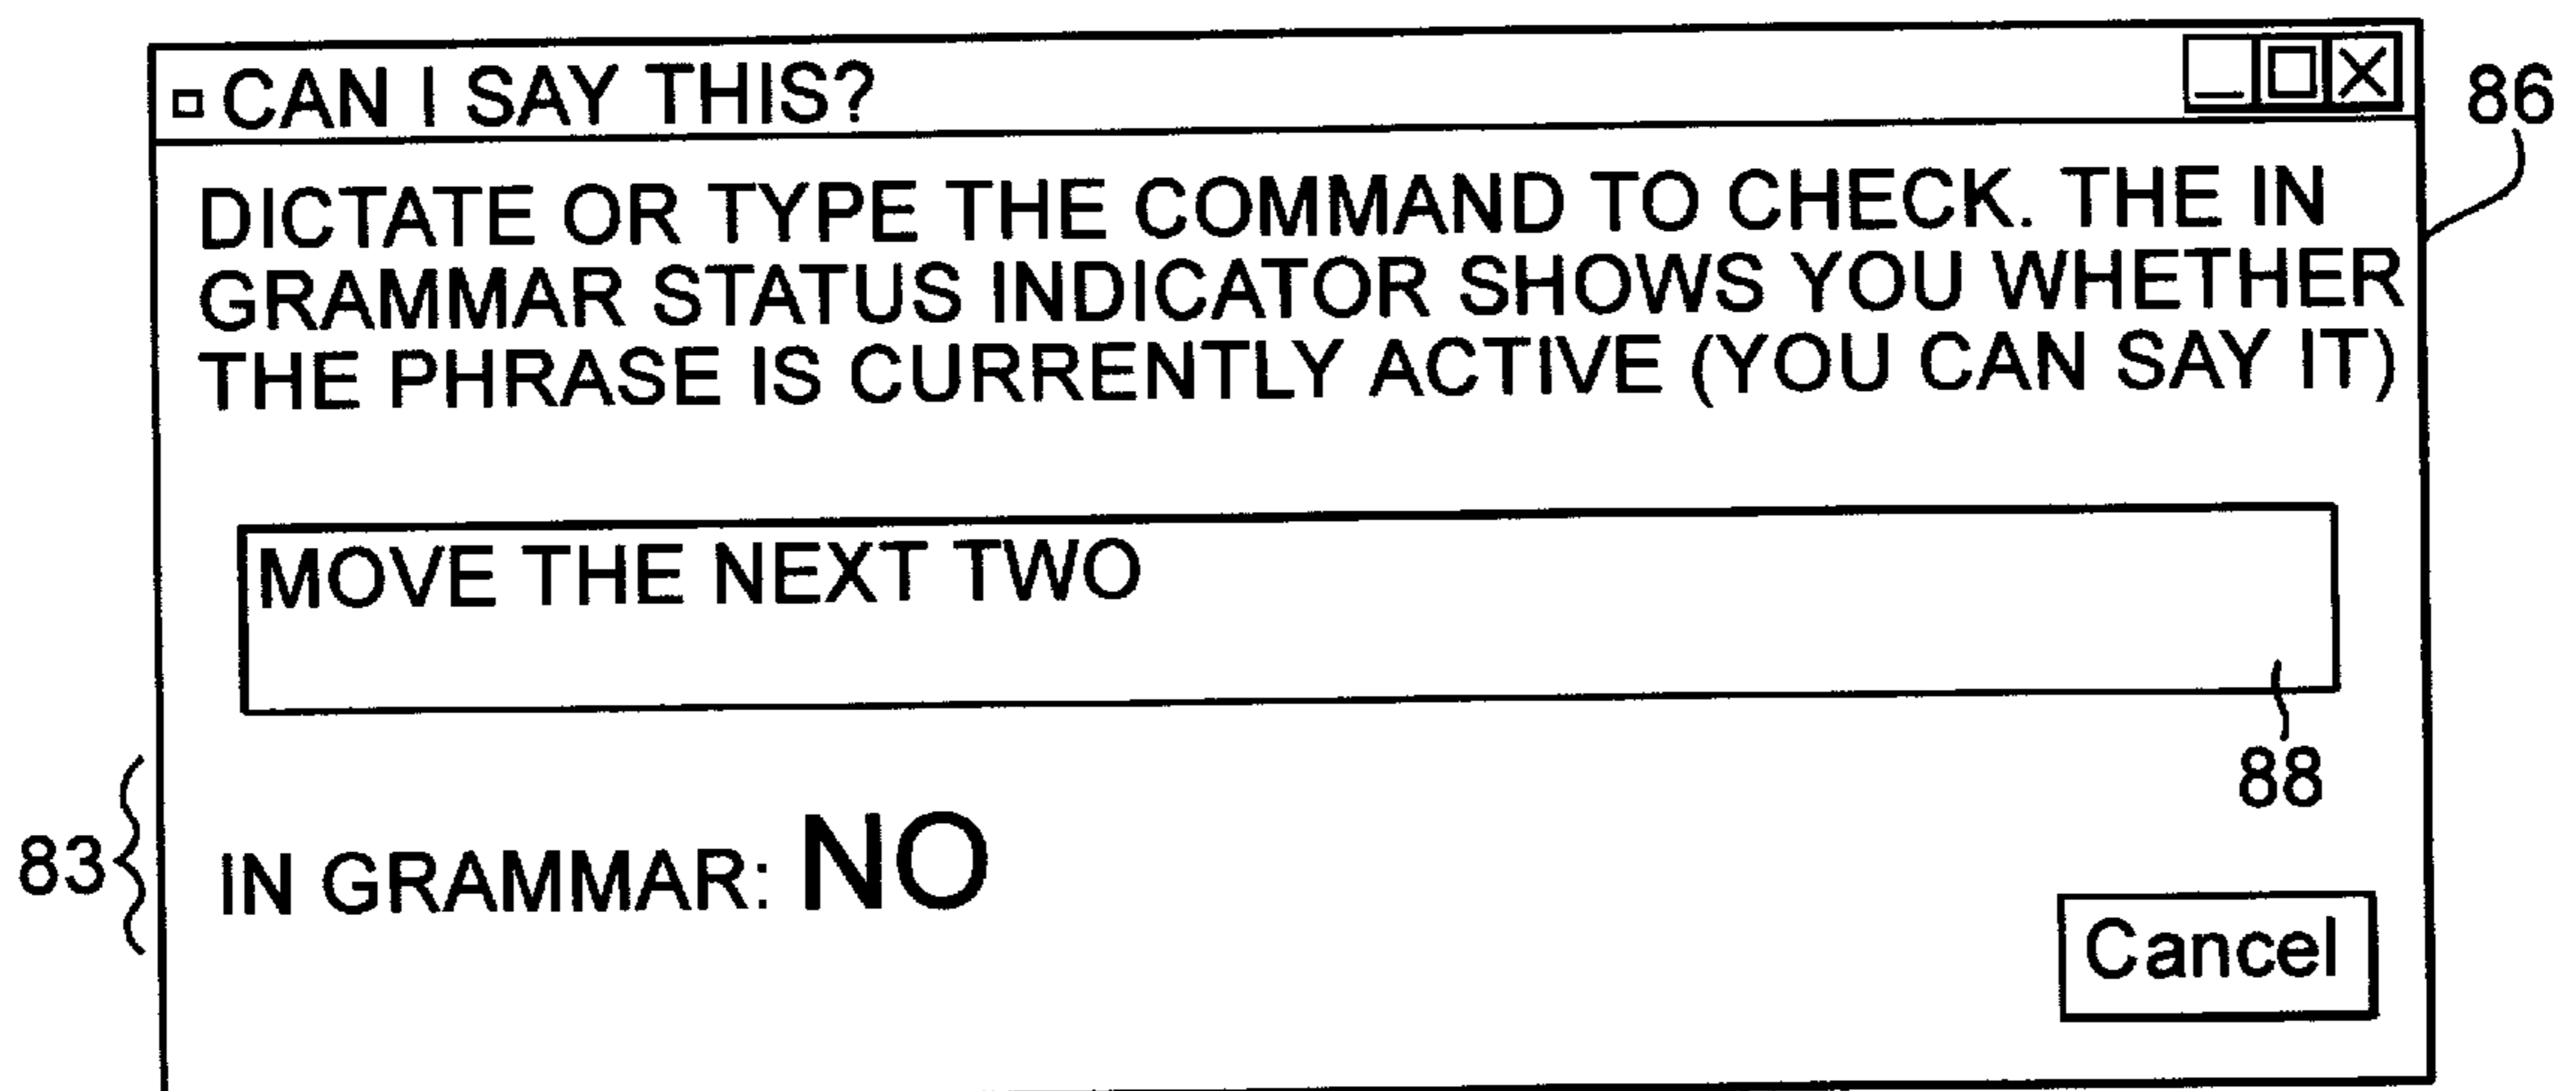 CAN I SAY THIS?
86
DICTATE OR TYPE THE COMMAND TO CHECK. THE IN
GRAMMAR STATUS INDICATOR SHOWS YOU WHETHER
THE PHRASE IS CURRENTLY ACTIVE (YOU CAN SAY IT)
MOVE THE NEXT TWO
88
83
IN GRAMMAR: NO
Cancel